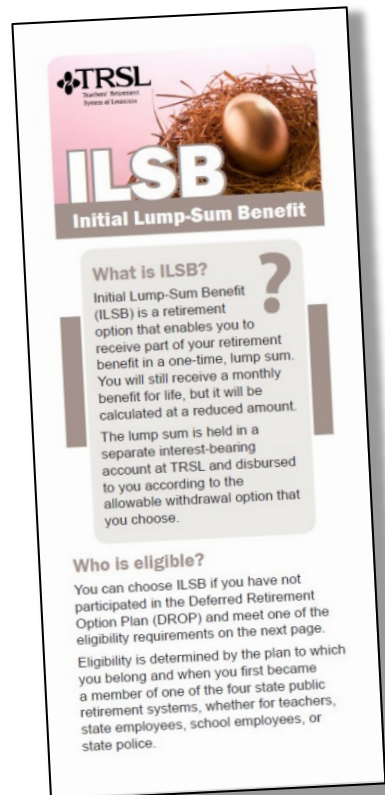 TRSL
Teachers' Retirement
System of Louisiana
ILSB
Initial Lump-Sum Benefit
What is ILSB?
?
Initial Lump-Sum Benefit
(ILSB) is a retirement
option that enables you to
receive part of your retirement
benefit in a one-time, lump sum.
You will still receive a monthly
benefit for life, but it will be
calculated at a reduced amount.
The lump sum is held in a
separate interest-bearing
account at TRSL and disbursed
to you according to the
allowable withdrawal option that
you choose.
Who is eligible?
You can choose ILSB if you have not
participated in the Deferred Retirement
Option Plan (DROP) and meet one of the
eligibility requirements on the next page.
Eligibility is determined by the plan to which
you belong and when you first became
a member of one of the four state public
retirement systems, whether for teachers,
state employees, school employees, or
state police.